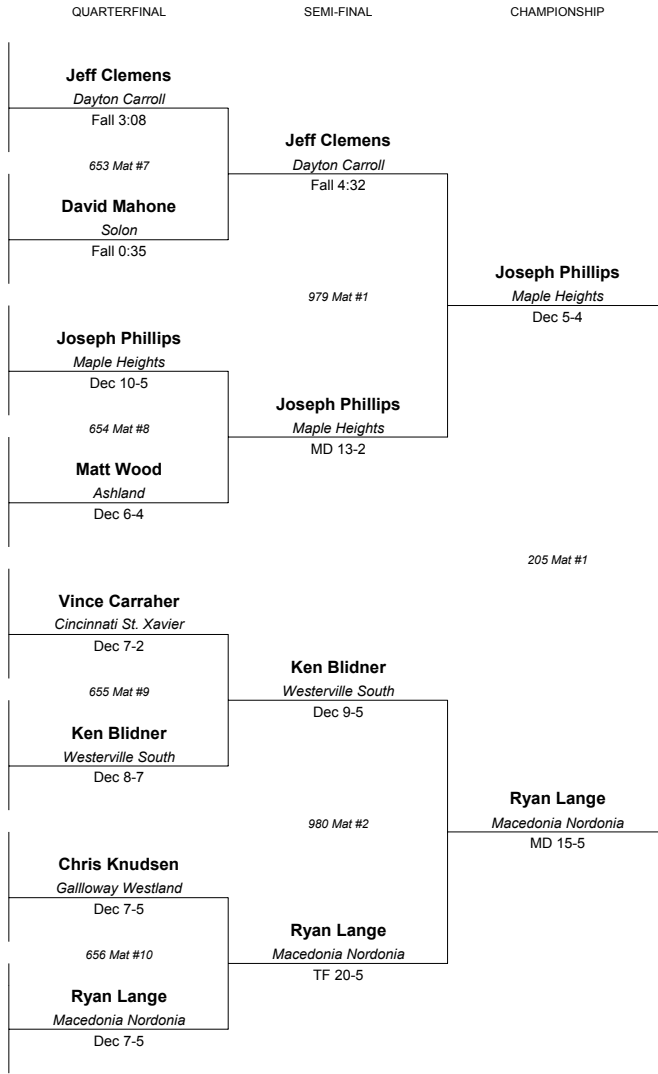 QUARTERFINAL SEMI-FINAL CHAMPIONSHIP
Jeff Clemens
Dayton Carroll
Fall 3:08
653 Mat #7
David Mahone
Solon
Fall 0:35
Joseph Phillips
Maple Heights
Dec 10-5
654 Mat #8
Matt Wood
Ashland
Dec 6-4
Vince Carraher
Cincinnati St. Xavier
Dec 7-2
655 Mat #9
Ken Blidner
Westerville South
Dec 8-7
Chris Knudsen
Gallloway Westland
Dec 7-5
656 Mat #10
Ryan Lange
Macedonia Nordonia
Dec 7-5
Jeff Clemens
Dayton Carroll
Fall 4:32
979 Mat #1
Joseph Phillips
Maple Heights
MD 13-2
Ken Blidner
Westerville South
Dec 9-5
980 Mat #2
Ryan Lange
Macedonia Nordonia
TF 20-5
Joseph Phillips
Maple Heights
Dec 5-4
205 Mat #1
Ryan Lange
Macedonia Nordonia
MD 15-5